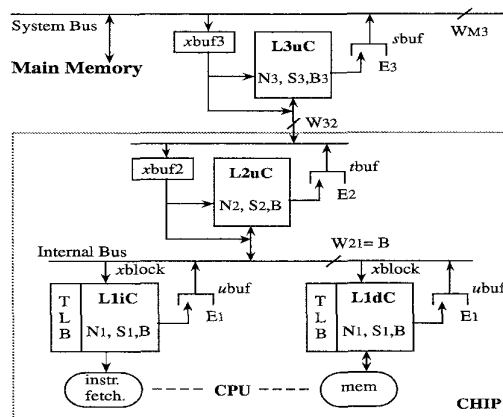 System Bus
xbuf3
L3uC
sbuf
WM3
Main Memory
N3, S3,B3
E3
W32
xbuf2
L2uC
tbuf
N2, S2,B
E2
Internal Bus
W21= B
xblock
ubuf
xblock
ubuf
TLB
L1iC
E1
TLB
L1dC
E1
N1, S1,B
N1, S1,B
instr.
fetch.
CPU
mem
CHIP